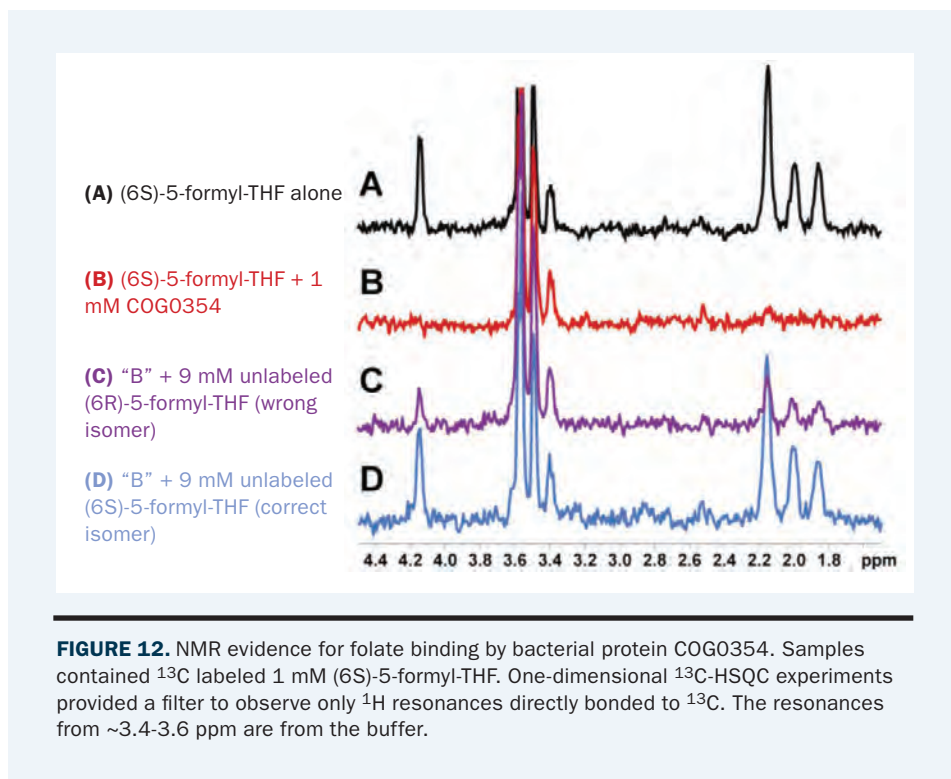 (A) (6S)-5-formyl-THF alone
A
(B) (6S)-5-formyl-THF + 1
mM COG0354
B
(C) “B” + 9 mM unlabeled
(6R)-5-formyl-THF (wrong
isomer)
C
(D) “B” + 9 mM unlabeled
(6S)-5-formyl-THF (correct
isomer)
D
4.4 4.2 4.0 3.8 3.6 3.4 3.2 3.0 2.8 2.6 2.4 2.2 2.0 1.8 ppm
FIGURE 12. NMR evidence for folate binding by bacterial protein COG0354. Samples
contained ¹³C labeled 1 mM (6S)-5-formyl-THF. One-dimensional ¹³C-HSQC experiments
provided a filter to observe only ¹H resonances directly bonded to ¹³C. The resonances
from ~3.4-3.6 ppm are from the buffer.